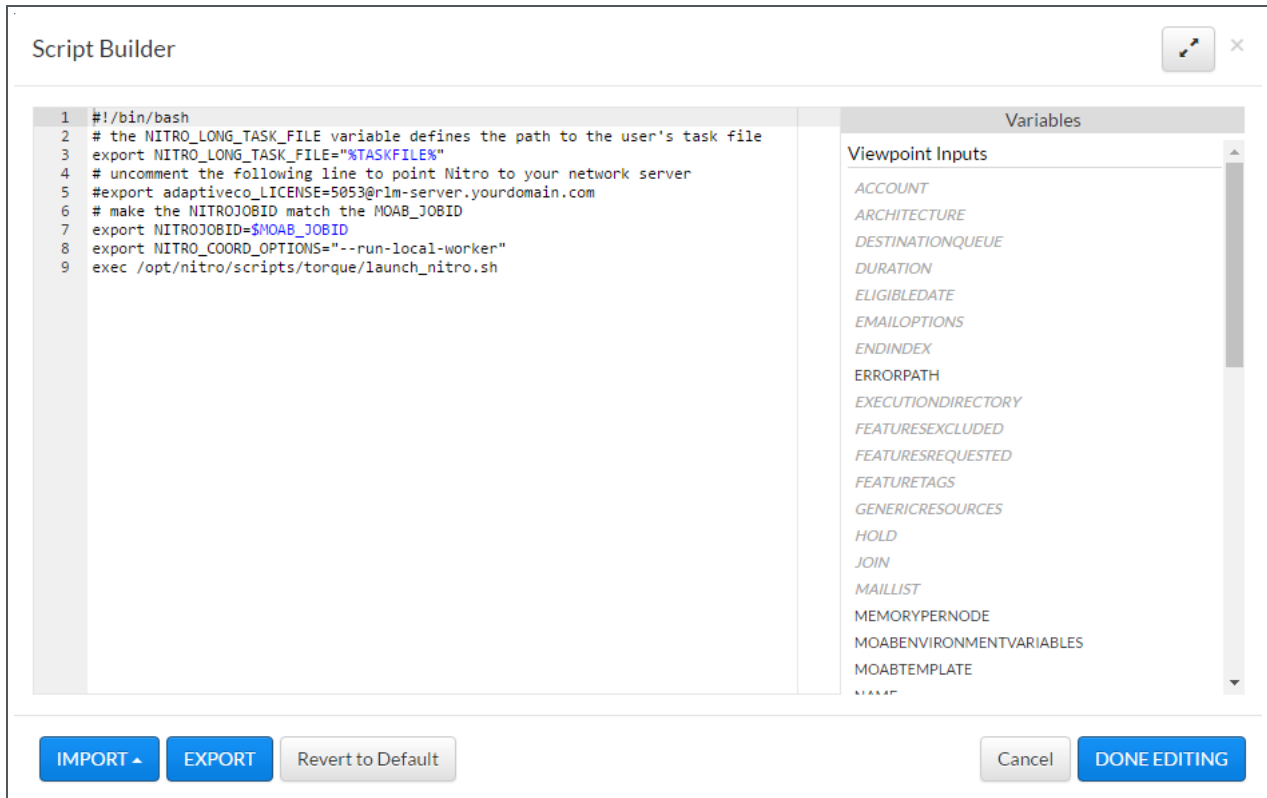 Script Builder
×
1 #!/bin/bash
2 # the NITRO_LONG_TASK_FILE variable defines the path to the user's task file
3 export NITRO_LONG_TASK_FILE="%TASKFILE%"
4 # uncomment the following line to point Nitro to your network server
5 #export adaptiveco_LICENSE=5053@rlm-server.yourdomain.com
6 # make the NITROJOBID match the MOAB_JOBID
7 export NITROJOBID=$MOAB_JOBID
8 export NITRO_COORD_OPTIONS="--run-local-worker"
9 exec /opt/nitro/scripts/torque/launch_nitro.sh
Variables
Viewpoint Inputs
ACCOUNT
ARCHITECTURE
DESTINATIONQUEUE
DURATION
ELIGIBLEDATE
EMAILOPTIONS
ENDINDEX
ERRORPATH
EXECUTIONDIRECTORY
FEATURESEXCLUDED
FEATURESREQUESTED
FEATURETAGS
GENERICRESOURCES
HOLD
JOIN
MAILLIST
MEMORYPERNODE
MOABENVIRONMENTVARIABLES
MOABTEMPLATE
NAME
IMPORT
EXPORT
Revert to Default
Cancel
DONE EDITING